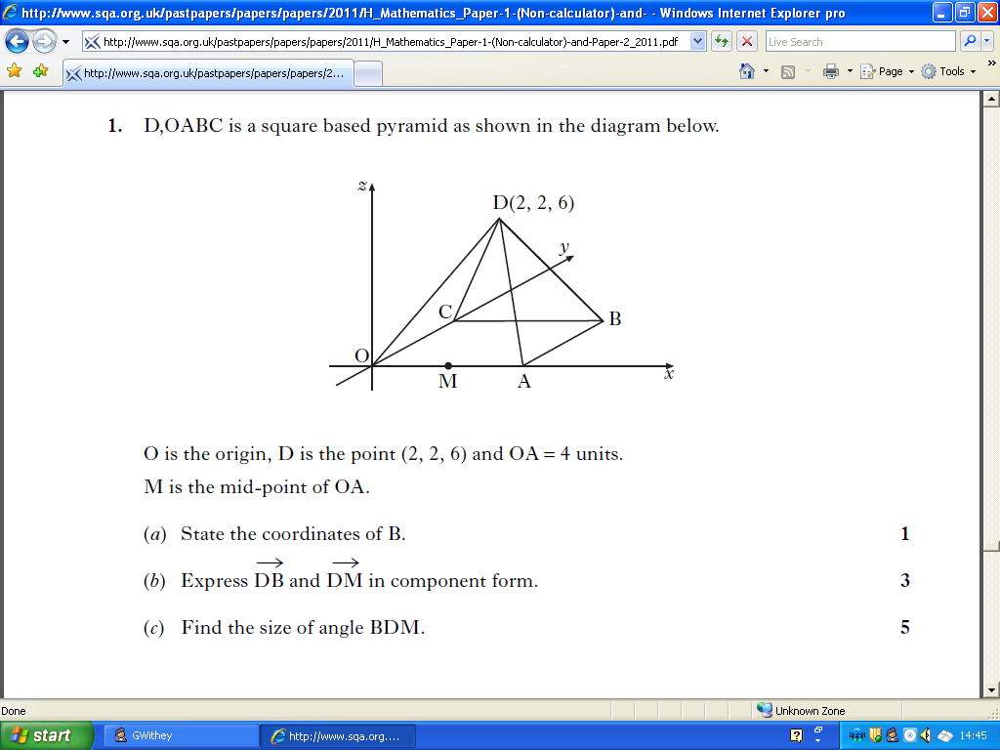 http://www.sqa.org.uk/pastpapers/papers/papers/2011/H_Mathematics_Paper-1-(Non-calculator)-and- - Windows Internet Explorer pro
http://www.sqa.org.uk/pastpapers/papers/papers/2011/H_Mathematics_Paper-1-(Non-calculator)-and-Paper-2_2011.pdf
Live Search
http://www.sqa.org.uk/pastpapers/papers/papers/2...
Page
Tools
1. D,OABC is a square based pyramid as shown in the diagram below.
z
D(2, 2, 6)
y
C
B
O
M
A
x
O is the origin, D is the point (2, 2, 6) and OA = 4 units.
M is the mid-point of OA.
(a) State the coordinates of B. 1
(b) Express DB and DM in component form. 3
(c) Find the size of angle BDM. 5
Done
Unknown Zone
start
GWithey
http://www.sqa.org....
14:45